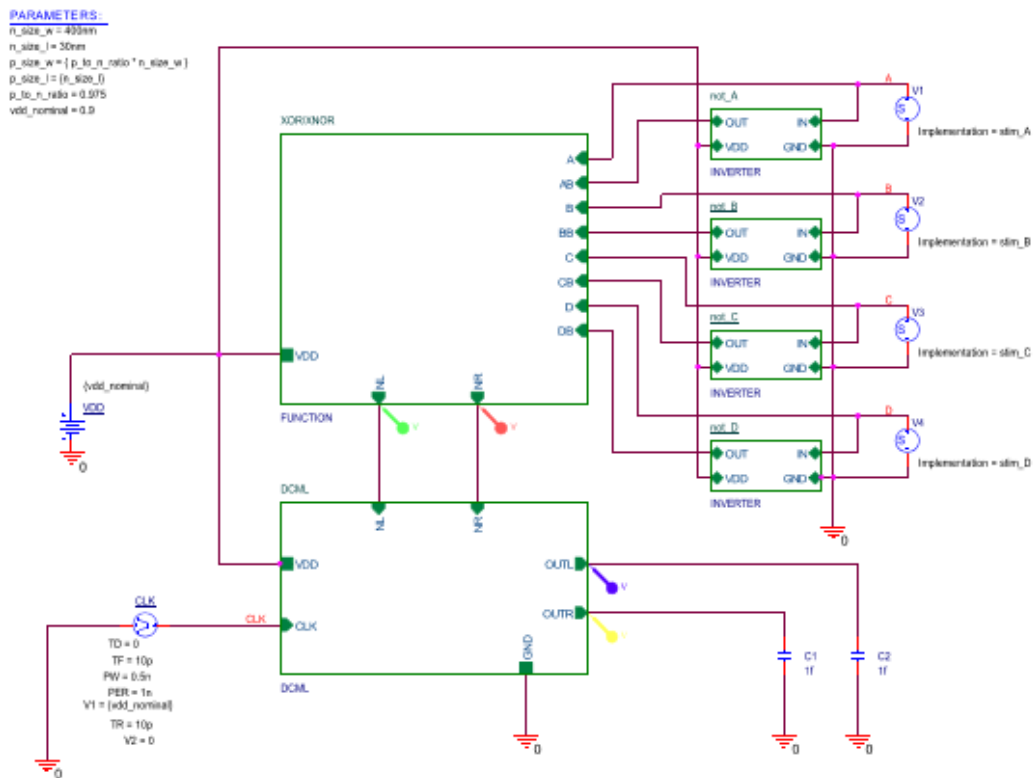 PARAMETERS:
n_size_w = 400nm
n_size_l = 30nm
p_size_w = { p_to_n_ratio * n_size_w }
p_size_l = {n_size_l}
p_to_n_ratio = 0.975
vdd_nominal = 0.9
XOR/XNOR
A
AB
B
BB
C
CB
D
DB
VDD
NL
NR
FUNCTION
{vdd_nominal}
VDD
0
V
V
not_A
OUT
IN
VDD
GND
INVERTER
A
V1
Implementation = stim_A
not_B
OUT
IN
VDD
GND
INVERTER
B
V2
Implementation = stim_B
not_C
OUT
IN
VDD
GND
INVERTER
C
V3
Implementation = stim_C
not_D
OUT
IN
VDD
GND
INVERTER
D
V4
Implementation = stim_D
0
DCML
NL
NR
VDD
CLK
OUTL
OUTR
GND
DCML
V
V
CLK
CLK
TD = 0
TF = 10p
PW = 0.5n
PER = 1n
V1 = {vdd_nominal}
TR = 10p
V2 = 0
0
0
C1
1f
C2
1f
0
0